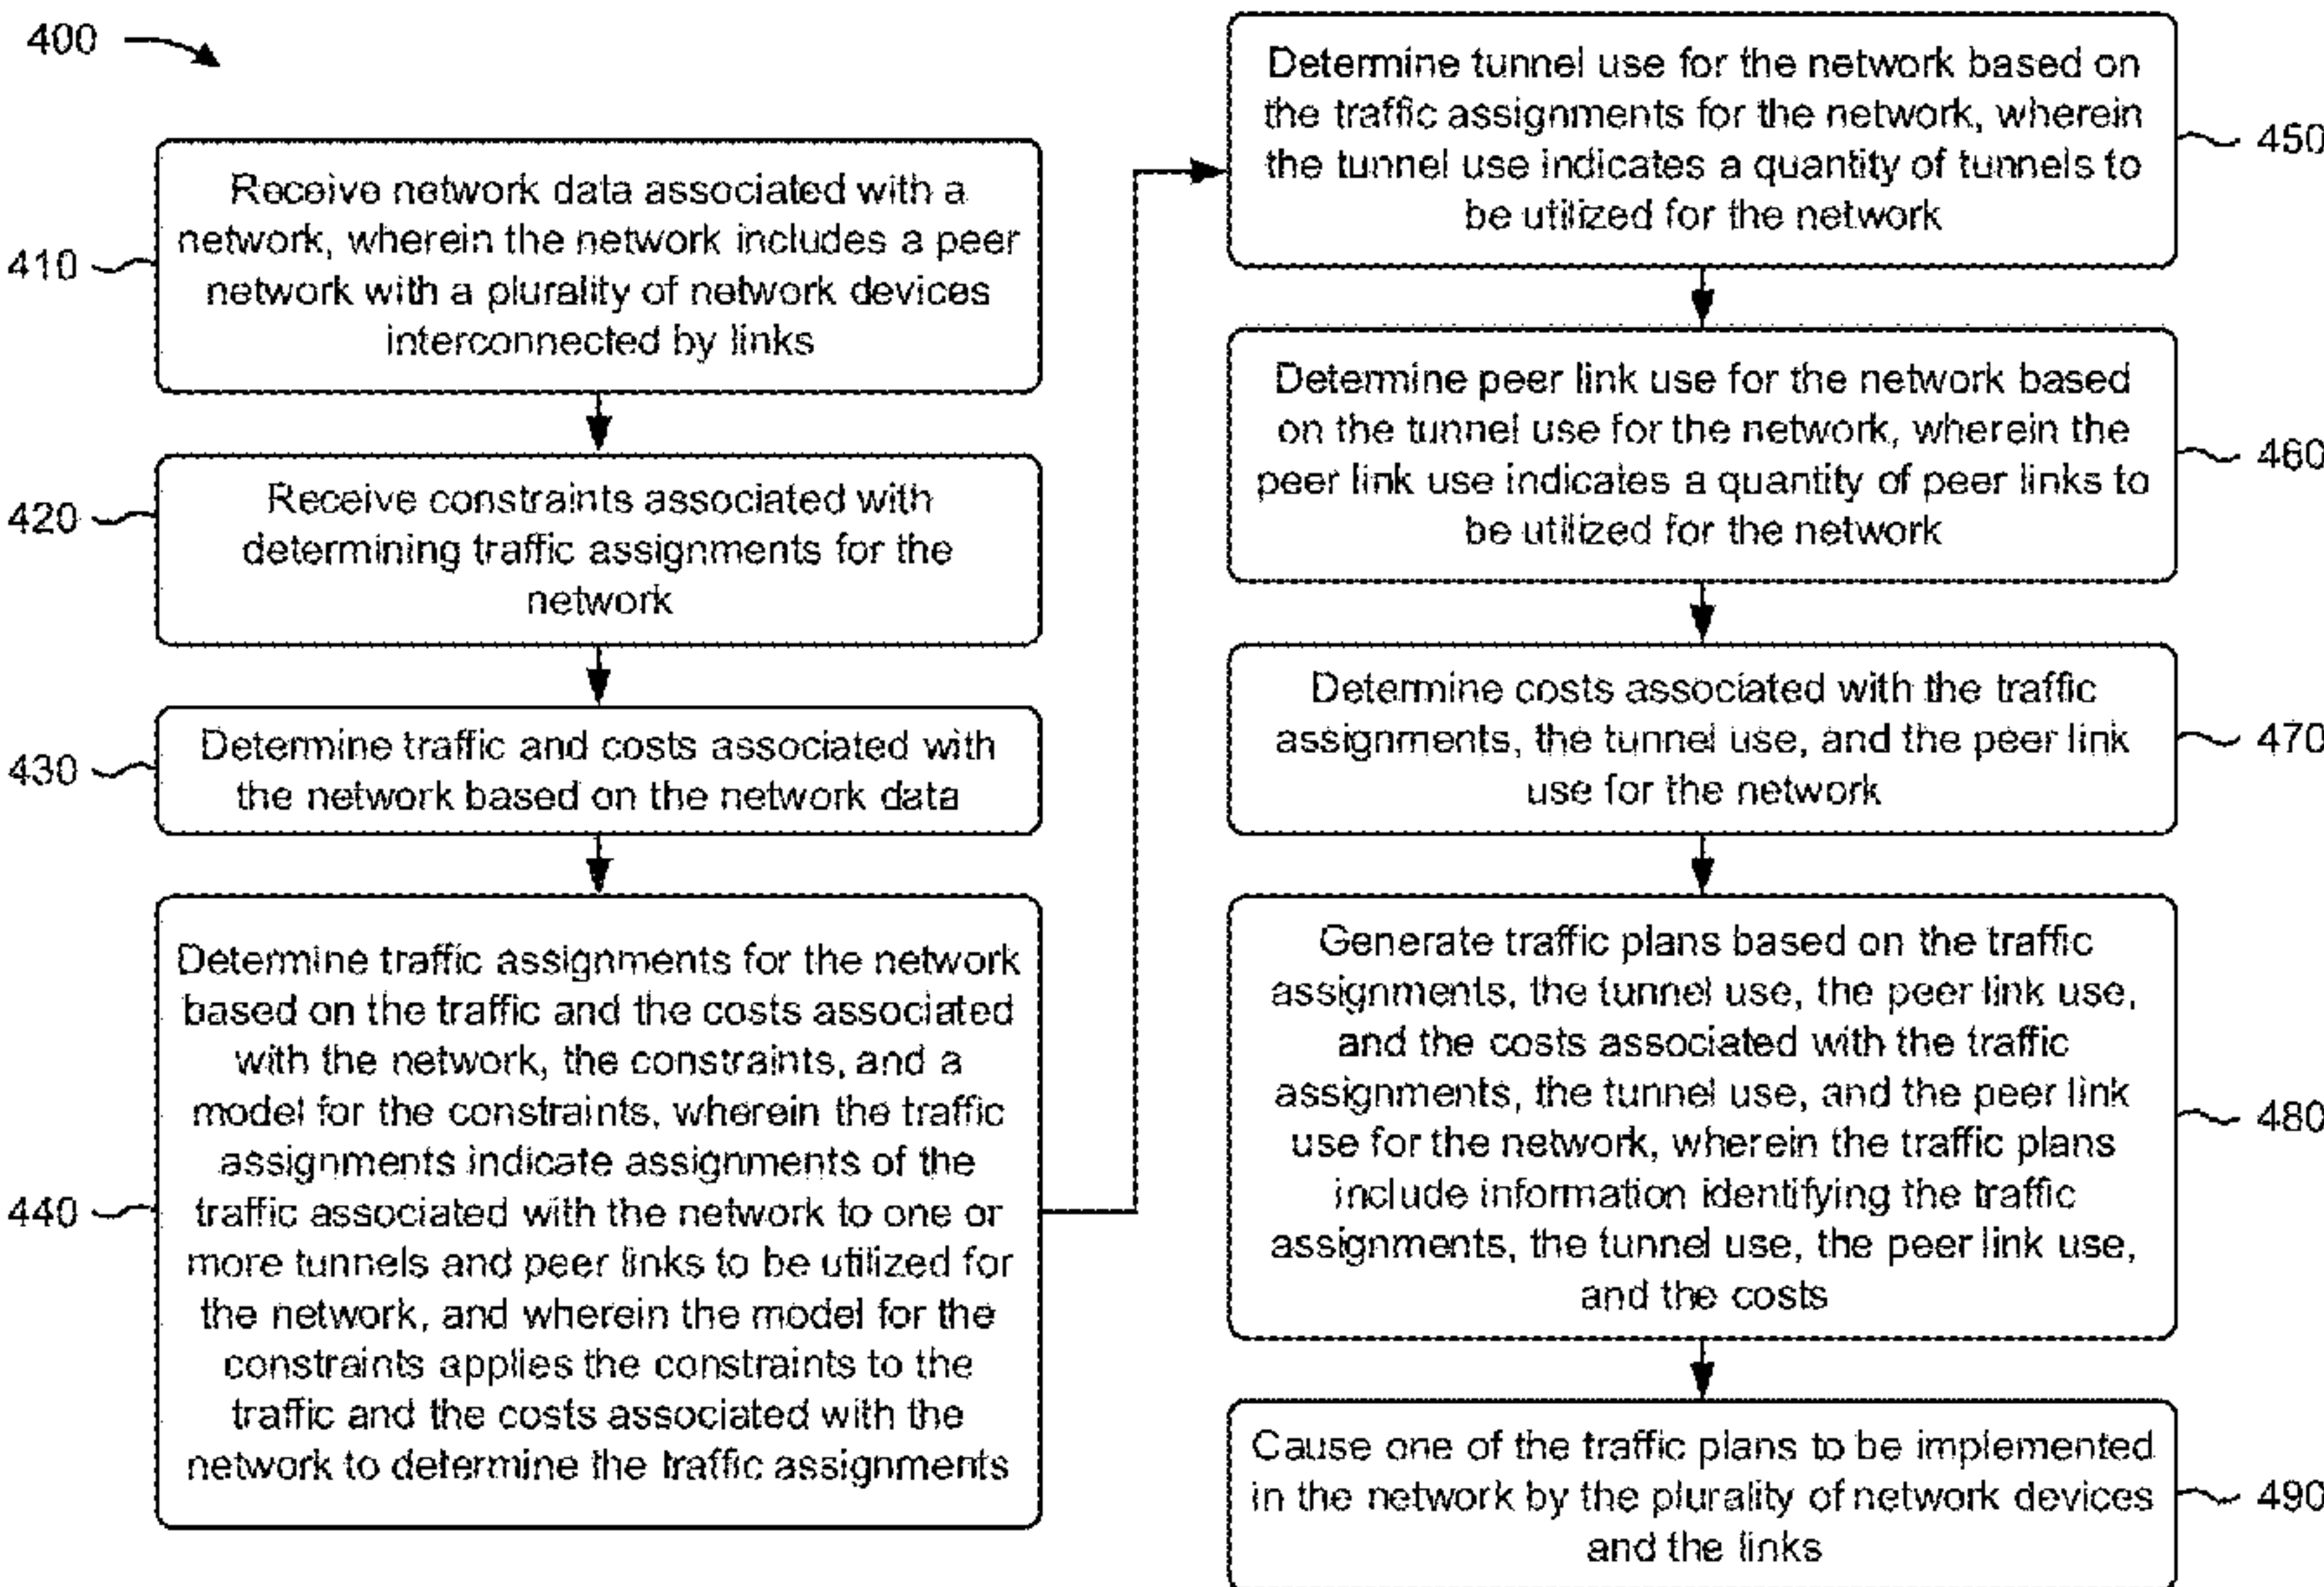 400
410
Receive network data associated with a
network, wherein the network includes a peer
network with a plurality of network devices
interconnected by links
420
Receive constraints associated with
determining traffic assignments for the
network
430
Determine traffic and costs associated with
the network based on the network data
440
Determine traffic assignments for the network
based on the traffic and the costs associated
with the network, the constraints, and a
model for the constraints, wherein the traffic
assignments indicate assignments of the
traffic associated with the network to one or
more tunnels and peer links to be utilized for
the network, and wherein the model for the
constraints applies the constraints to the
traffic and the costs associated with the
network to determine the traffic assignments
Determine tunnel use for the network based on
the traffic assignments for the network, wherein
the tunnel use indicates a quantity of tunnels to
be utilized for the network
450
Determine peer link use for the network based
on the tunnel use for the network, wherein the
peer link use indicates a quantity of peer links to
be utilized for the network
460
Determine costs associated with the traffic
assignments, the tunnel use, and the peer link
use for the network
470
Generate traffic plans based on the traffic
assignments, the tunnel use, the peer link use,
and the costs associated with the traffic
assignments, the tunnel use, and the peer link
use for the network, wherein the traffic plans
include information identifying the traffic
assignments, the tunnel use, the peer link use,
and the costs
480
Cause one of the traffic plans to be implemented
in the network by the plurality of network devices
and the links
490